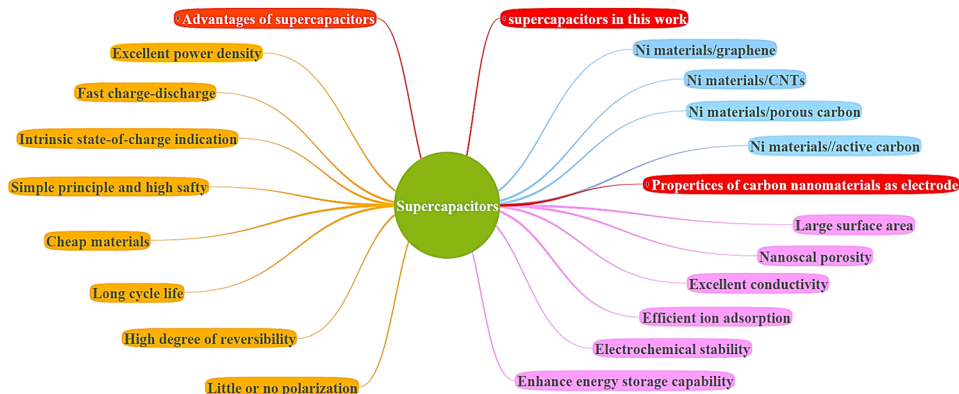 Advantages of supercapacitors
Excellent power density
Fast charge-discharge
Intrinsic state-of-charge indication
Simple principle and high safty
Cheap materials
Long cycle life
High degree of reversibility
Little or no polarization
Supercapacitors
supercapacitors in this work
Ni materials/graphene
Ni materials/CNTs
Ni materials/porous carbon
Ni materials//active carbon
Propertices of carbon nanomaterials as electrode
Large surface area
Nanoscal porosity
Excellent conductivity
Efficient ion adsorption
Electrochemical stability
Enhance energy storage capability